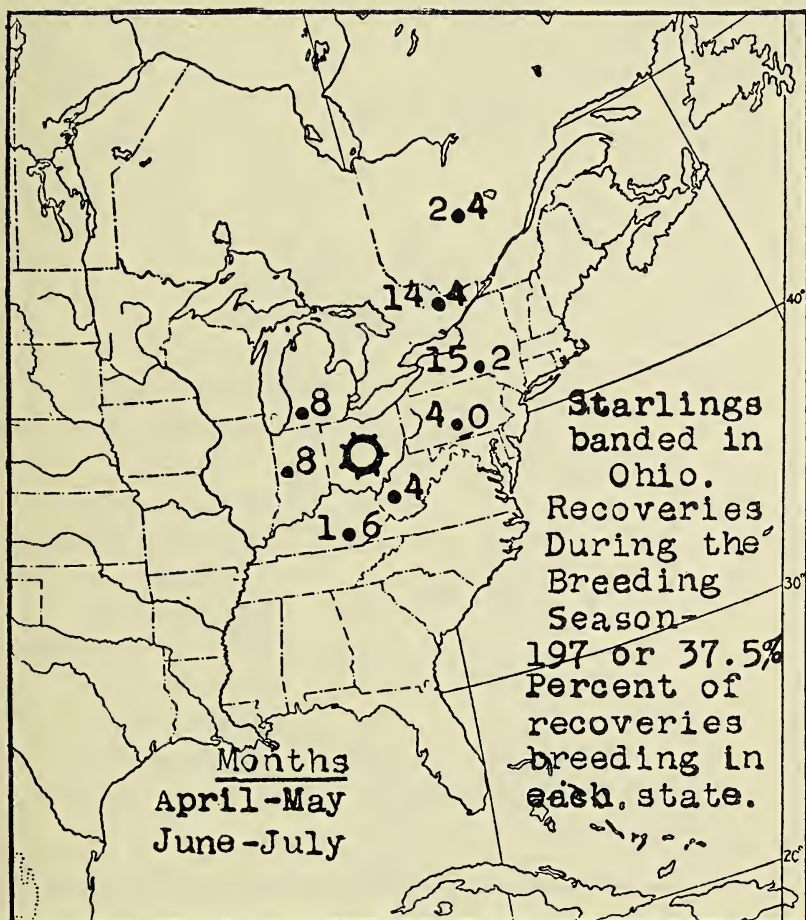 2.4
14.4
40°
15.2
.8
4.0
.8
.4
1.6
Starlings
banded in
Ohio.
Recoveries
During the
Breeding
Season-
197 or 37.5%
Percent of
recoveries
breeding in
each state.
30°
20°
Months
April-May
June-July